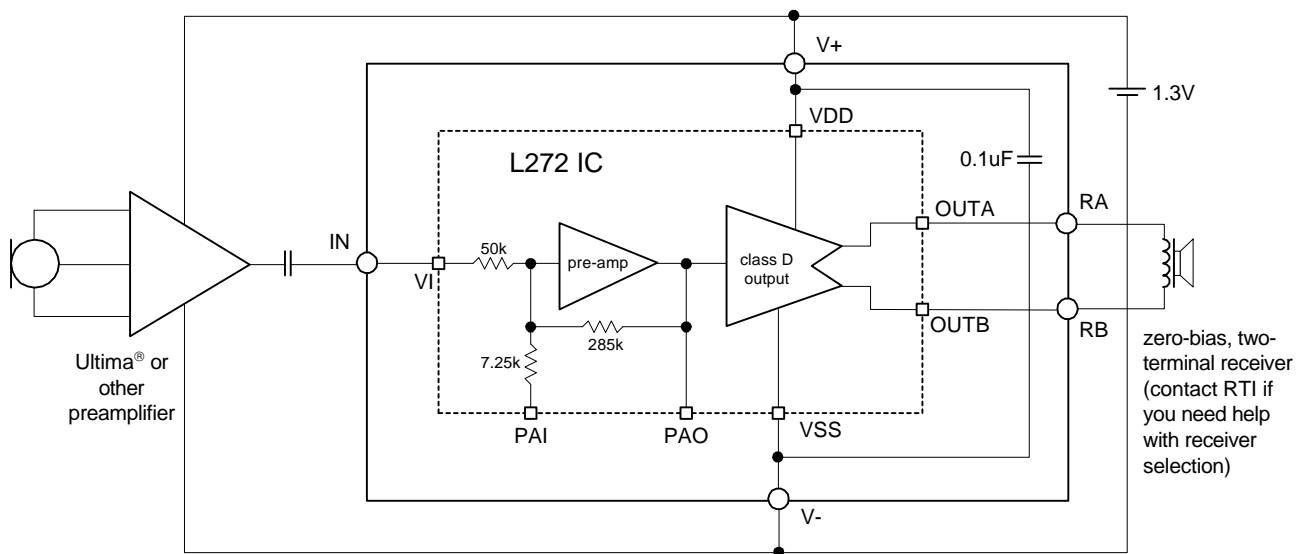 V+
1.3V
VDD
L272 IC
0.1uF
OUTA
RA
IN
50k
pre-amp
class D
output
VI
OUTB
RB
285k
7.25k
Ultima® or
other
preamplifier
zero-bias, two-
terminal receiver
(contact RTI if
you need help
with receiver
selection)
PAI
PAO
VSS
V-